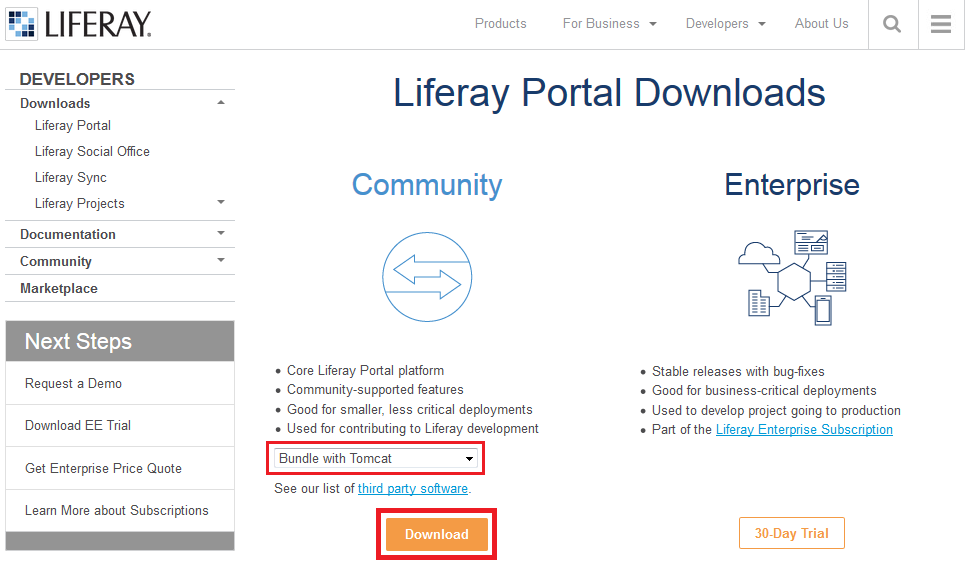 LIFERAY.
Products
For Business
Developers
About Us
DEVELOPERS
Downloads
Liferay Portal
Liferay Social Office
Liferay Sync
Liferay Projects
Documentation
Community
Marketplace
Next Steps
Request a Demo
Download EE Trial
Get Enterprise Price Quote
Learn More about Subscriptions
Liferay Portal Downloads
Community
• Core Liferay Portal platform
• Community-supported features
• Good for smaller, less critical deployments
• Used for contributing to Liferay development
Bundle with Tomcat
See our list of third party software.
Download
Enterprise
• Stable releases with bug-fixes
• Good for business-critical deployments
• Used to develop project going to production
• Part of the Liferay Enterprise Subscription
30-Day Trial